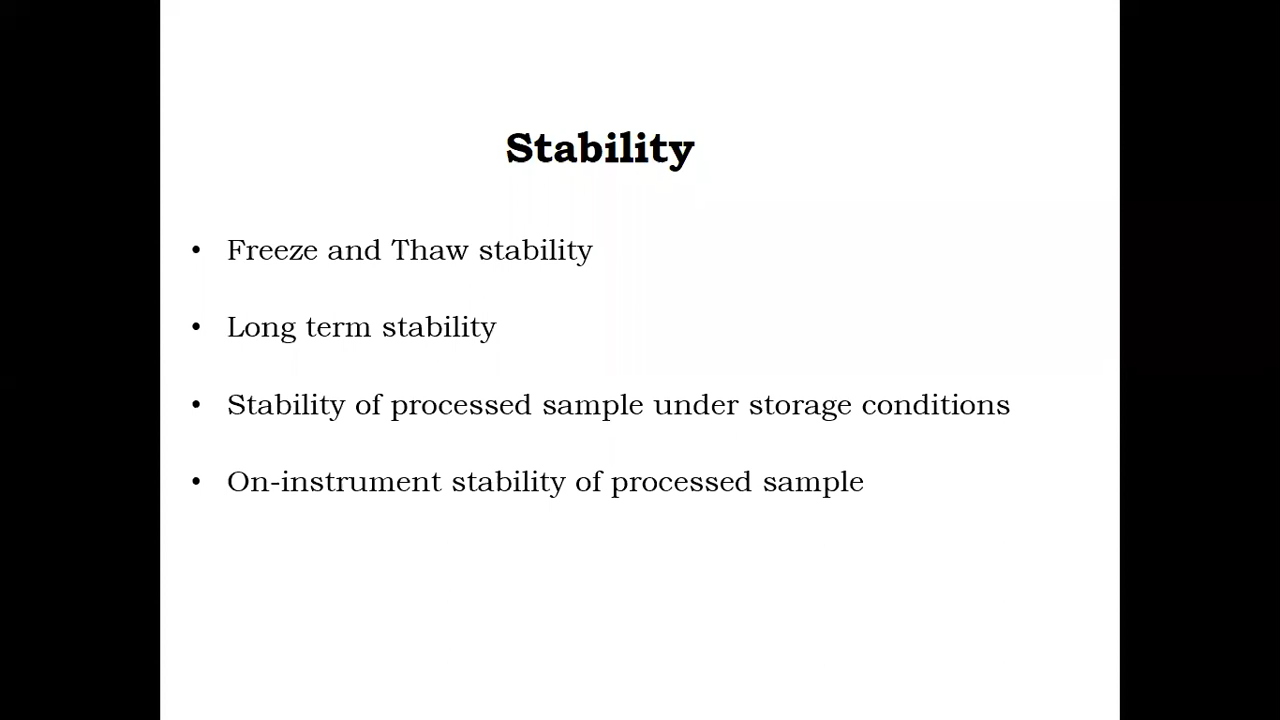 Stability
• Freeze and Thaw stability
• Long term stability
• Stability of processed sample under storage conditions
• On-instrument stability of processed sample